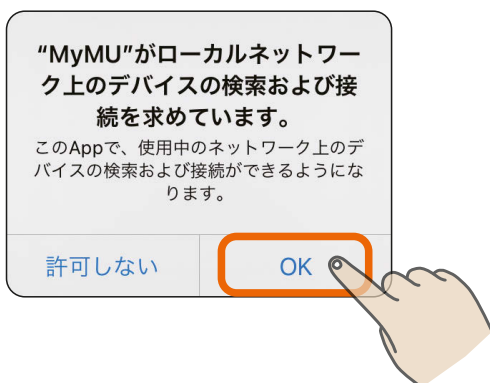 “MyMU”がローカルネットワー
ク上のデバイスの検索および接
続を求めています。
このAppで、使用中のネットワーク上のデ
バイスの検索および接続ができるようにな
ります。
許可しない
OK